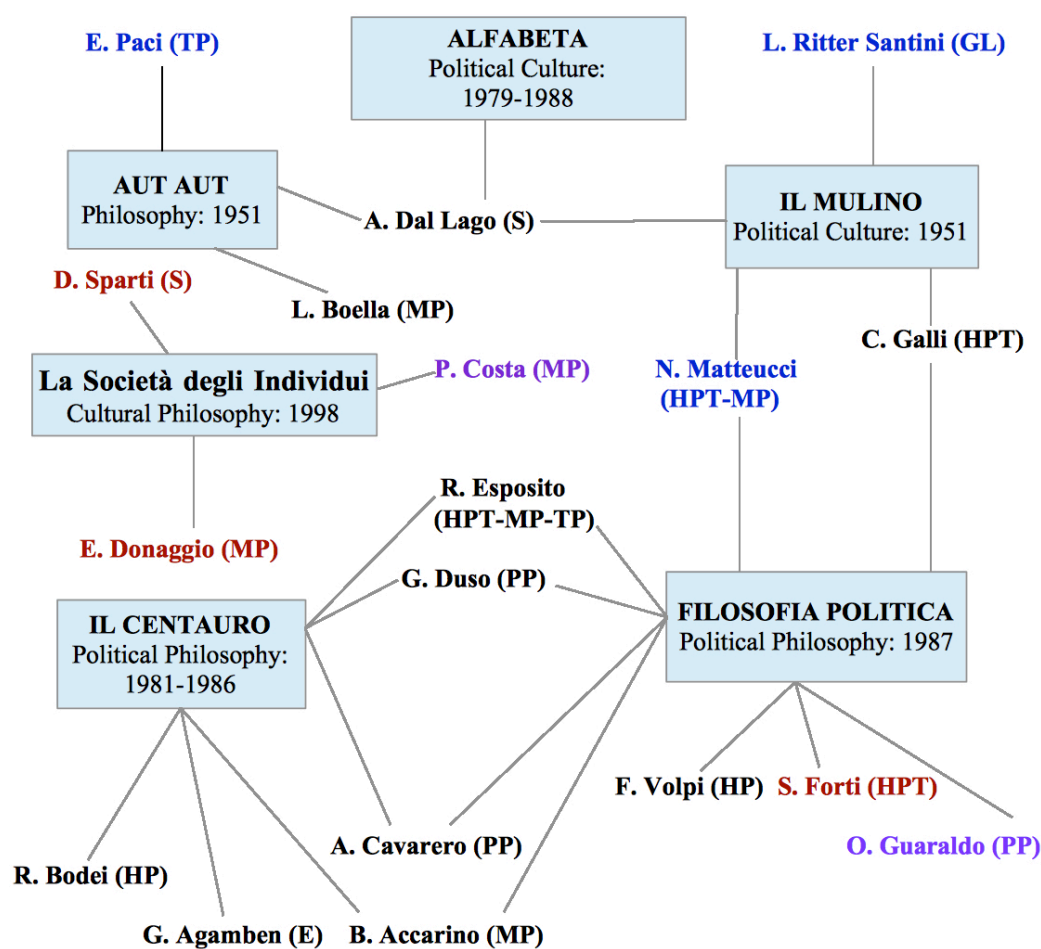 E. Paci (TP)
ALFABETA
Political Culture:
1979-1988
L. Ritter Santini (GL)
AUT AUT
Philosophy: 1951
A. Dal Lago (S)
IL MULINO
Political Culture: 1951
D. Sparti (S)
L. Boella (MP)
C. Galli (HPT)
La Società degli Individui
Cultural Philosophy: 1998
P. Costa (MP)
N. Matteucci
(HPT-MP)
R. Esposito
(HPT-MP-TP)
E. Donaggio (MP)
G. Duso (PP)
IL CENTAURO
Political Philosophy:
1981-1986
FILOSOFIA POLITICA
Political Philosophy: 1987
F. Volpi (HP)
S. Forti (HPT)
A. Cavarero (PP)
O. Guaraldo (PP)
R. Bodei (HP)
G. Agamben (E)
B. Accarino (MP)